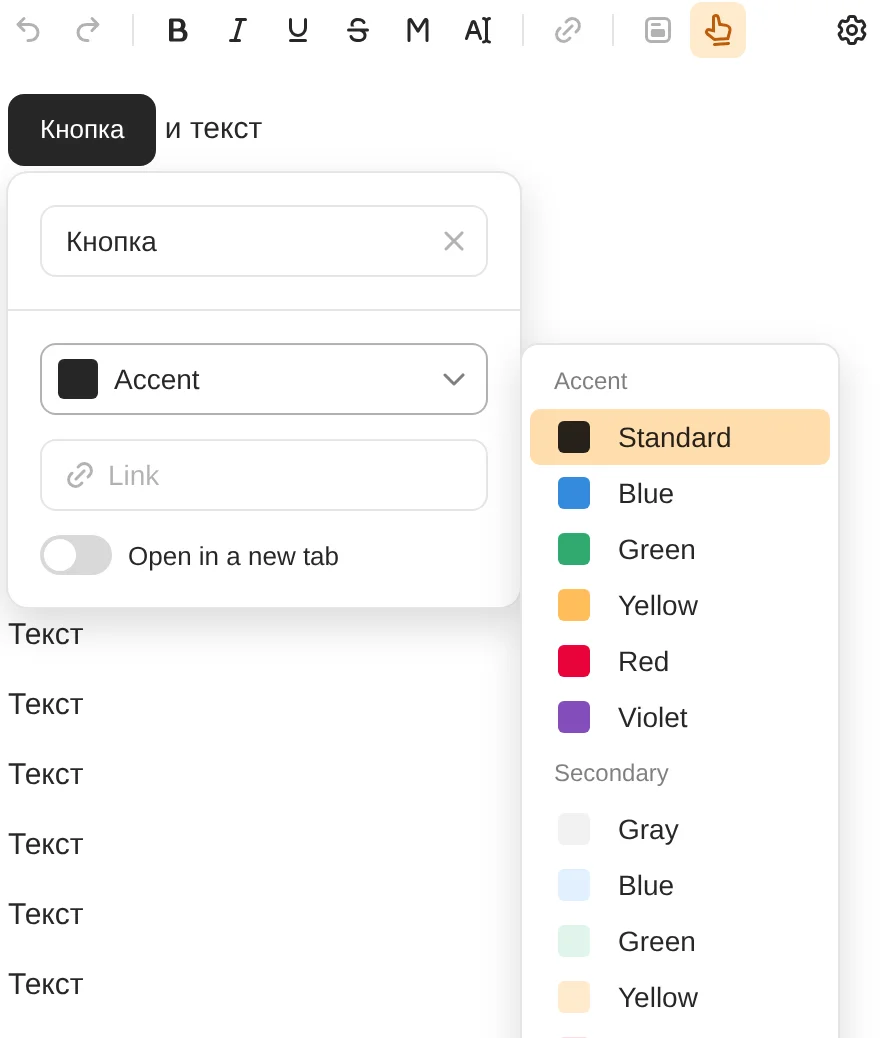 B I U S M AI
Кнопка и текст
Кнопка
Accent
Link
Open in a new tab
Accent
Standard
Blue
Green
Yellow
Red
Violet
Secondary
Gray
Blue
Green
Yellow
Текст
Текст
Текст
Текст
Текст
Текст